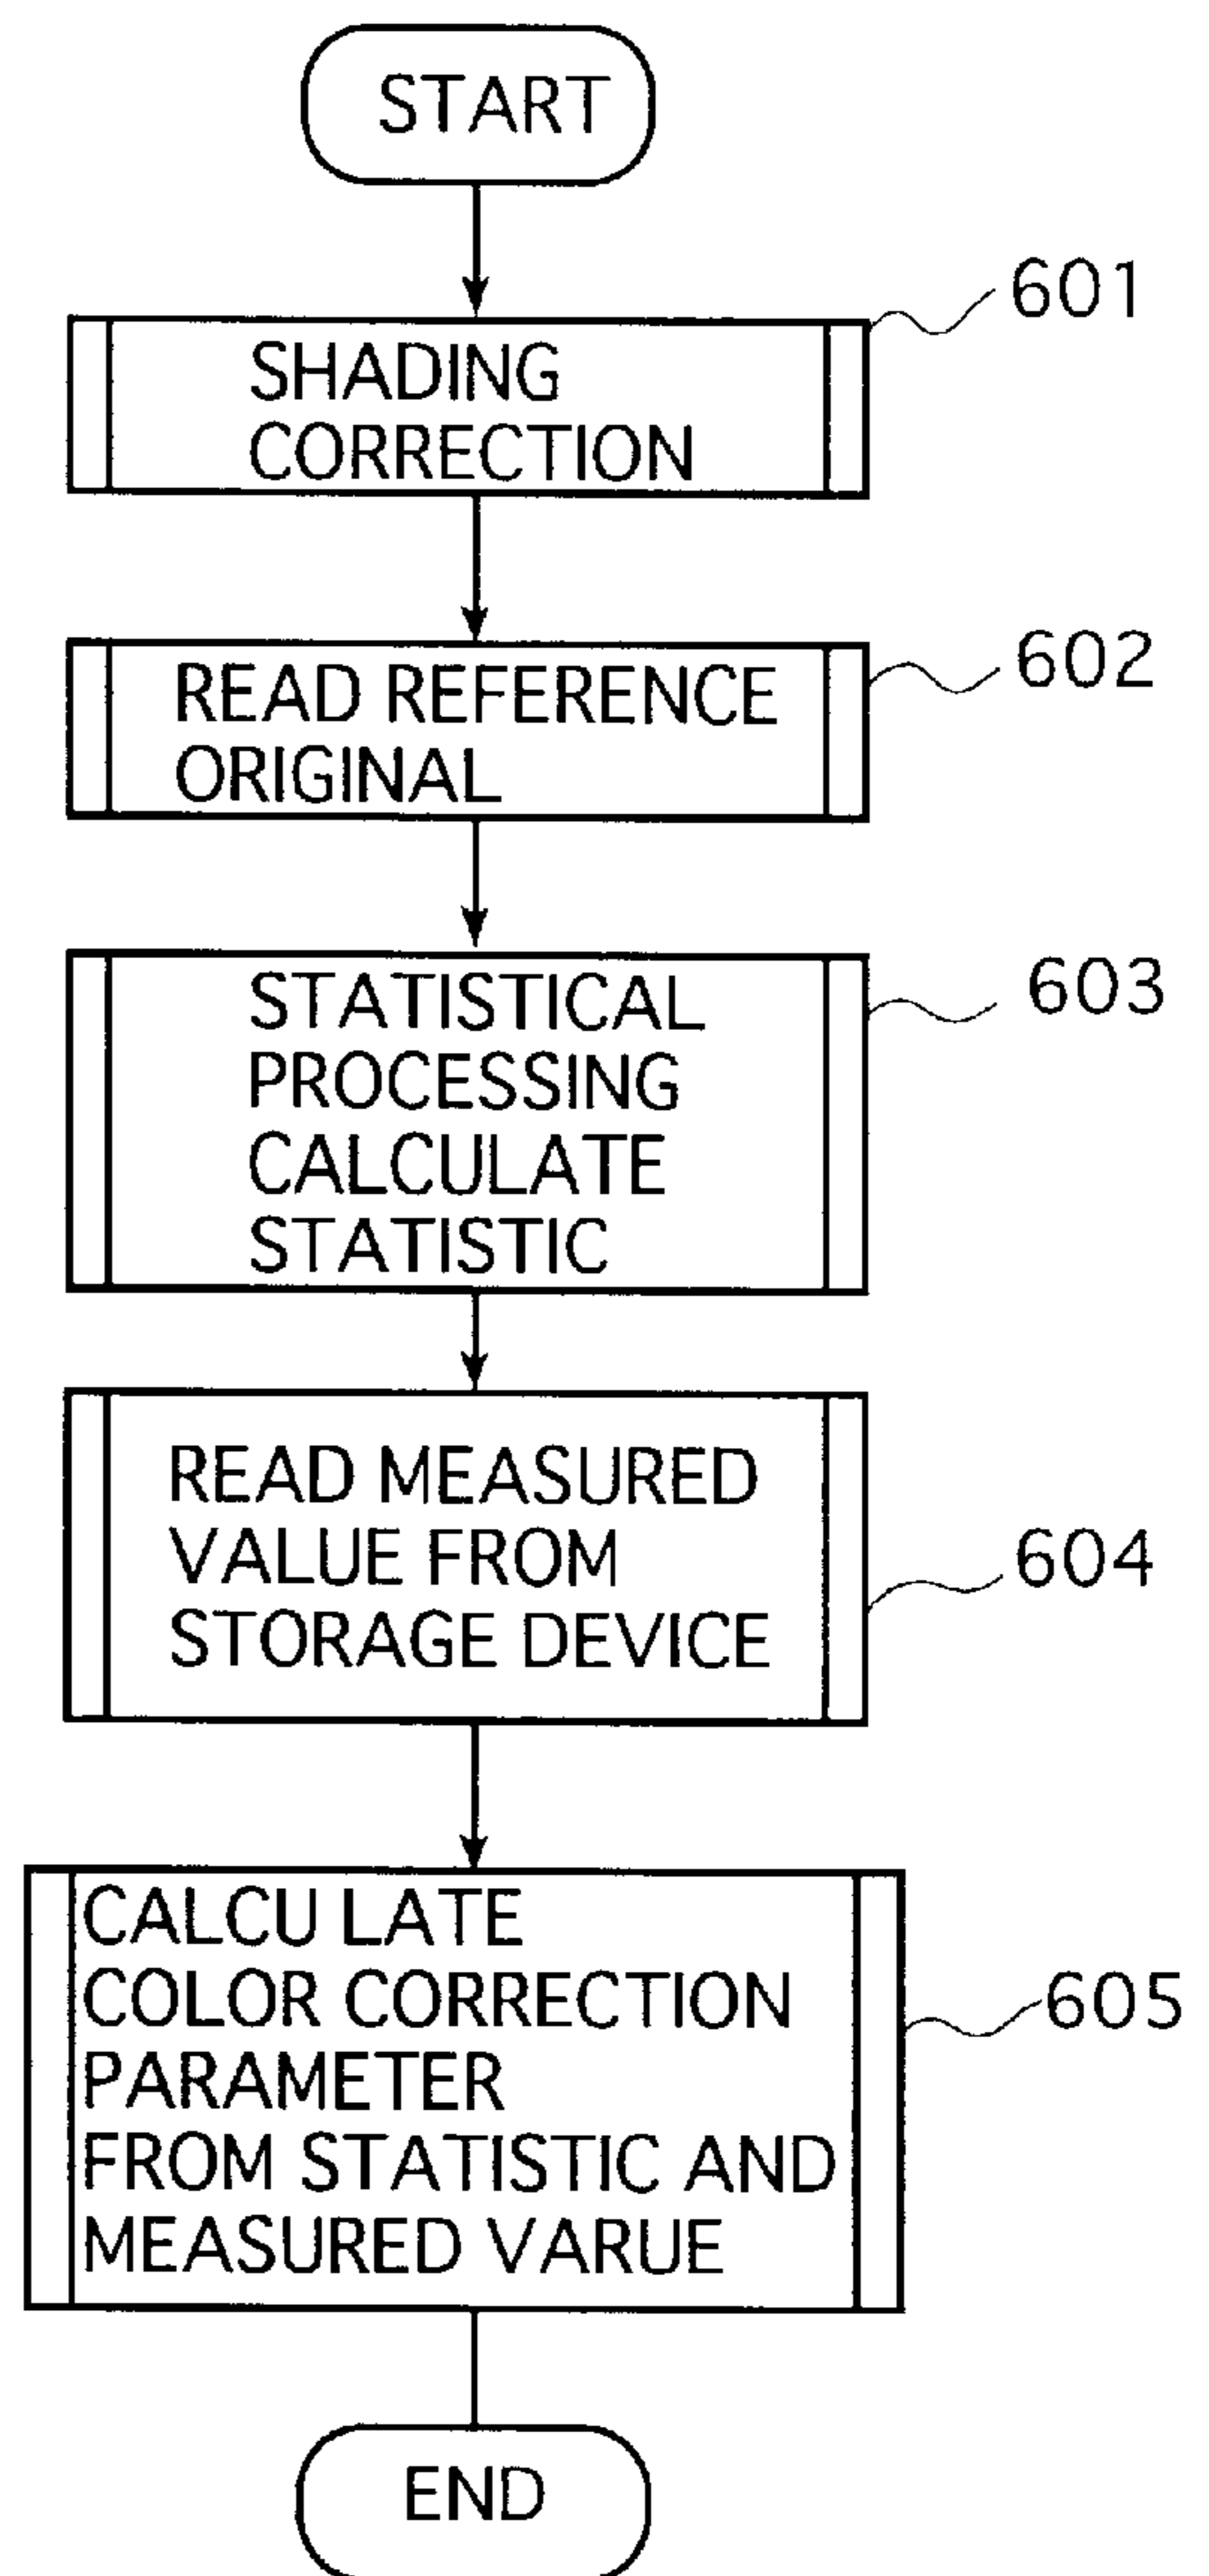 START
601
SHADING
CORRECTION
602
READ REFERENCE
ORIGINAL
603
STATISTICAL
PROCESSING
CALCULATE
STATISTIC
READ MEASURED
VALUE FROM
STORAGE DEVICE
604
CALCU LATE
COLOR CORRECTION
PARAMETER
FROM STATISTIC AND
MEASURED VARUE
605
END